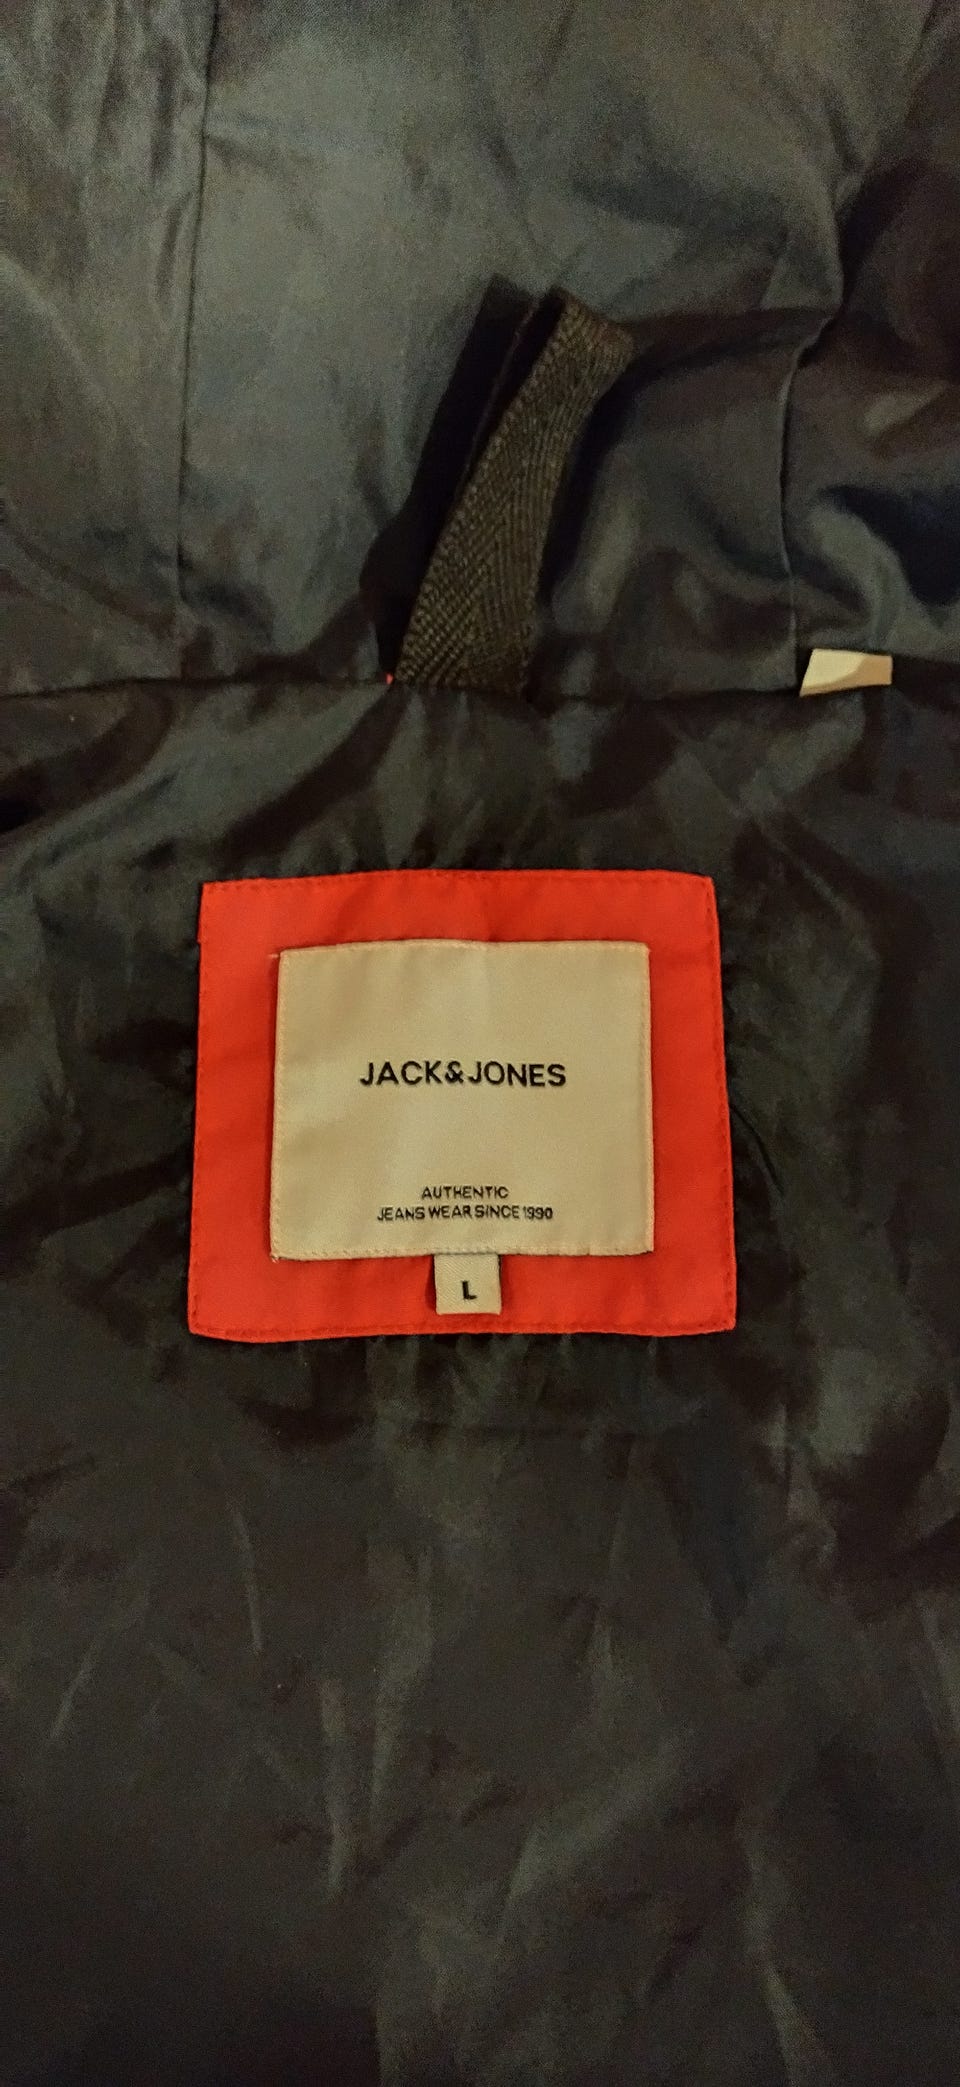 JACK&JONES
AUTHENTIC
JEANS WEAR SINCE 1990
L